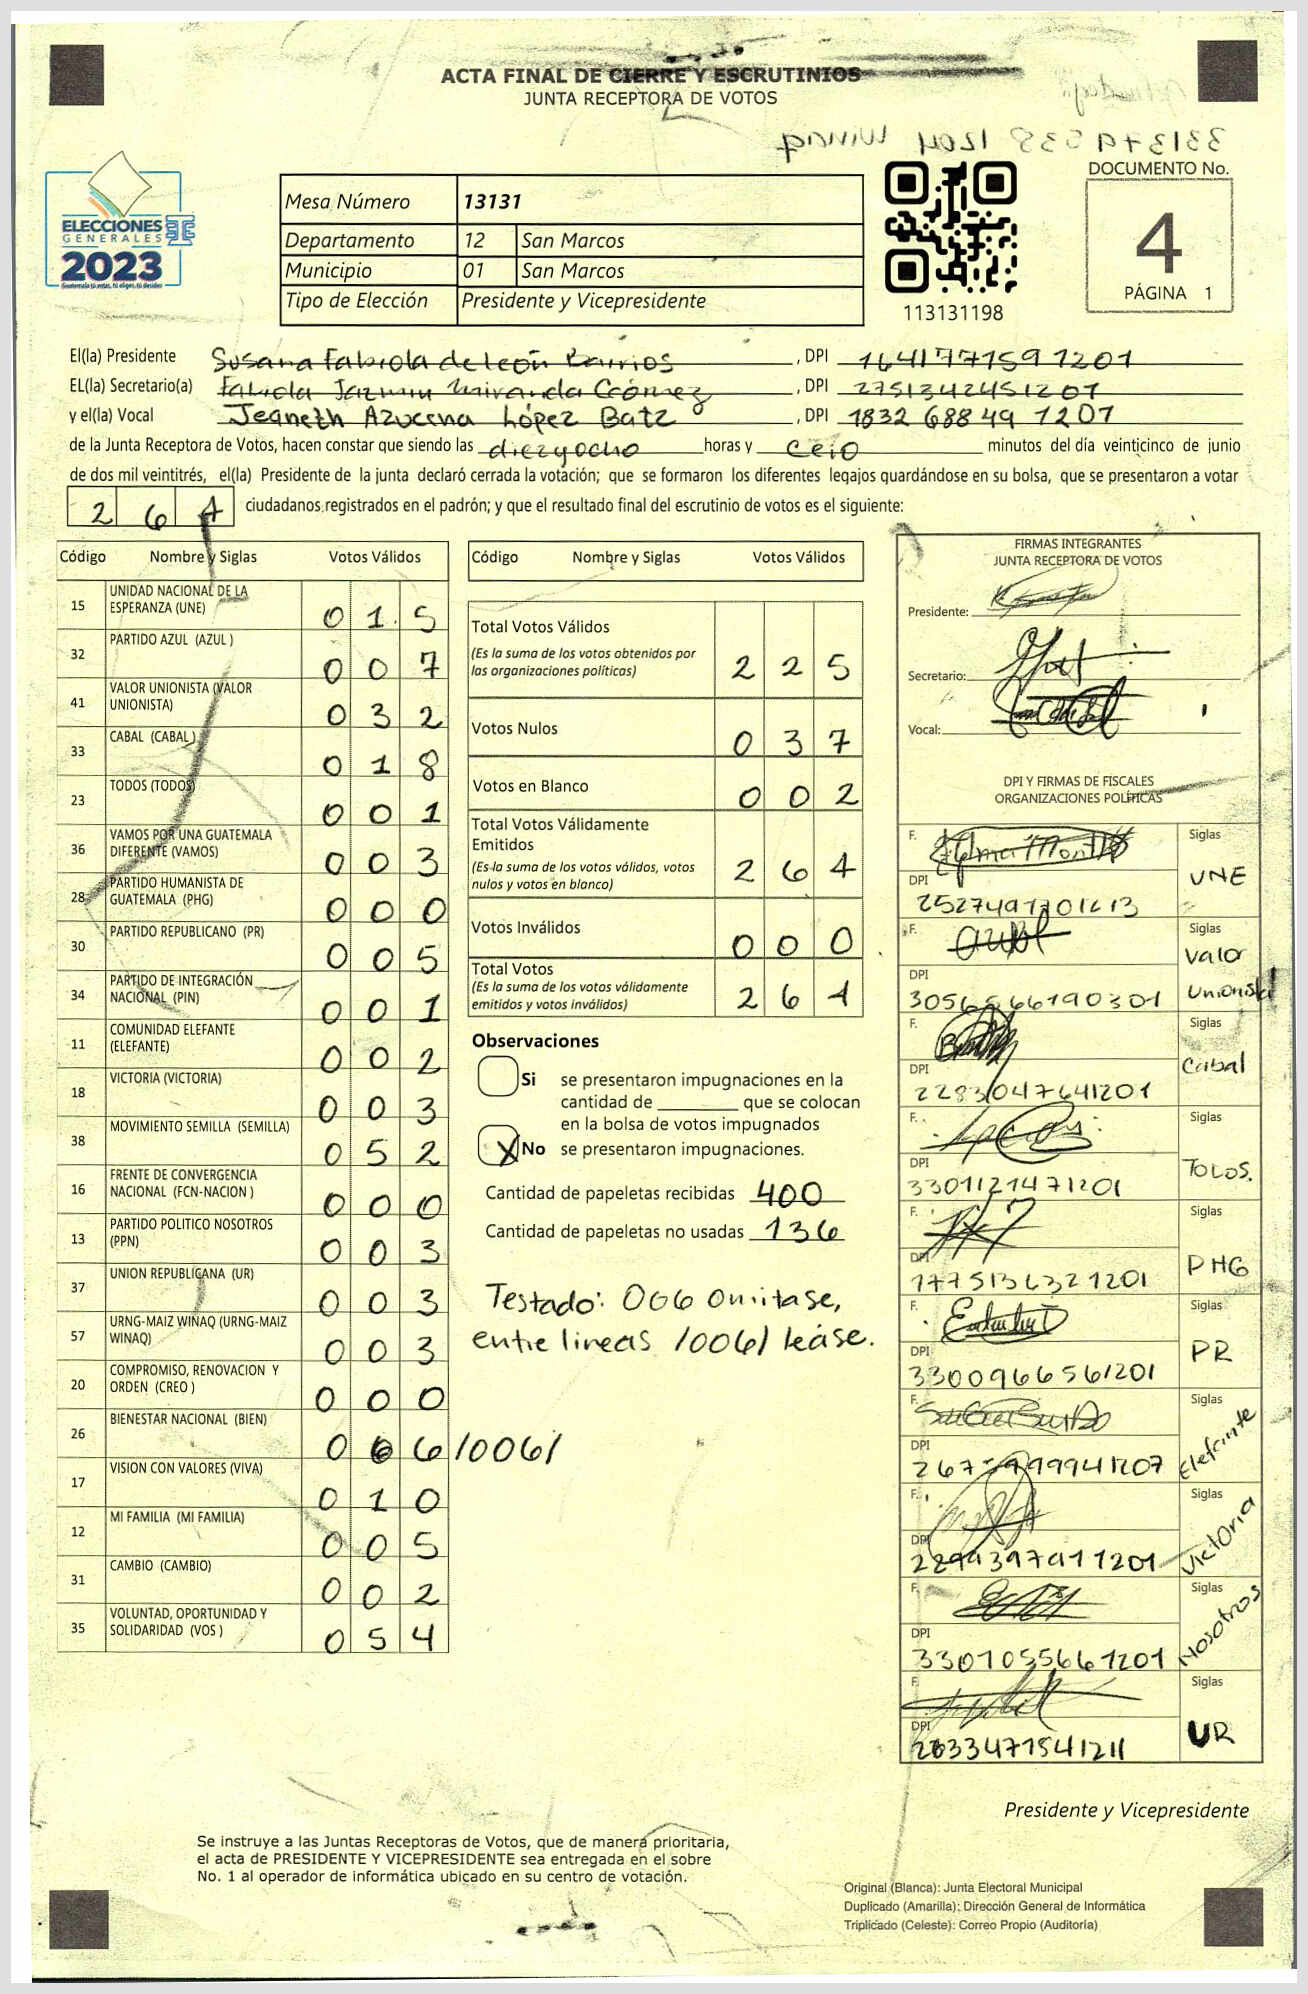 ACTA FINAL DE CIERRE Y ESCRUTINIOS
JUNTA RECEPTORA DE VOTOS
ELECCIONES
GENERALES
2023
Mesa Número 13131
Departamento 12 San Marcos
Municipio 01 San Marcos
Tipo de Elección Presidente y Vicepresidente
113131198
DOCUMENTO No.
4
PÁGINA 1
El(la) Presidente Susana Fabiola de león Barrios, DPI 1641771591201
EL(la) Secretario(a) Fabiola Jazmin Miranda Gómez, DPI 2751342451201
y el(la) Vocal Jeaneth Azucena López Batz, DPI 1832 68849 1201
de la Junta Receptora de Votos, hacen constar que siendo las diezyocho horas y ceio minutos del día veinticinco de junio
de dos mil veintitrés, el(la) Presidente de la junta declaró cerrada la votación; que se formaron los diferentes legajos quardándose en su bolsa, que se presentaron a votar
264 ciudadanos registrados en el padrón; y que el resultado final del escrutinio de votos es el siguiente:
Código Nombre y Siglas Votos Válidos
15 UNIDAD NACIONAL DE LA ESPERANZA (UNE) 0 1 5
32 PARTIDO AZUL (AZUL ) 0 0 7
41 VALOR UNIONISTA (VALOR UNIONISTA) 0 3 2
33 CABAL (CABAL) 0 1 8
23 TODOS (TODOS) 0 0 1
36 VAMOS POR UNA GUATEMALA DIFERENTE (VAMOS) 0 0 3
28 PARTIDO HUMANISTA DE GUATEMALA (PHG) 0 0 0
30 PARTIDO REPUBLICANO (PR) 0 0 5
34 PARTIDO DE INTEGRACIÓN NACIONAL (PIN) 0 0 1
11 COMUNIDAD ELEFANTE (ELEFANTE) 0 0 2
18 VICTORIA (VICTORIA) 0 0 3
38 MOVIMIENTO SEMILLA (SEMILLA) 0 5 2
16 FRENTE DE CONVERGENCIA NACIONAL (FCN-NACION ) 0 0 0
13 PARTIDO POLITICO NOSOTROS (PPN) 0 0 3
37 UNION REPUBLICANA (UR) 0 0 3
57 URNG-MAIZ WINAQ (URNG-MAIZ WINAQ) 0 0 3
20 COMPROMISO, RENOVACION Y ORDEN (CREO ) 0 0 0
26 BIENESTAR NACIONAL (BIEN) 0 6 6 /006/
17 VISION CON VALORES (VIVA) 0 1 0
12 MI FAMILIA (MI FAMILIA) 0 0 5
31 CAMBIO (CAMBIO) 0 0 2
35 VOLUNTAD, OPORTUNIDAD Y SOLIDARIDAD (VOS ) 0 5 4
Código Nombre y Siglas Votos Válidos
Total Votos Válidos 2 2 5
(Es la suma de los votos obtenidos por
las organizaciones políticas)
Votos Nulos 0 3 7
Votos en Blanco 0 0 2
Total Votos Válidamente
Emitidos 2 6 4
(Es la suma de los votos válidos, votos
nulos y votos en blanco)
Votos Inválidos 0 0 0
Total Votos 2 6 4
(Es la suma de los votos válidamente
emitidos y votos inválidos)
Observaciones
Si se presentaron impugnaciones en la
cantidad de ________ que se colocan
en la bolsa de votos impugnados
X No se presentaron impugnaciones.
Cantidad de papeletas recibidas 400
Cantidad de papeletas no usadas 136
Testado: 066 omitase,
entre lineas /006/ léase.
FIRMAS INTEGRANTES
JUNTA RECEPTORA DE VOTOS
Presidente:
Secretario:
Vocal:
DPI Y FIRMAS DE FISCALES
ORGANIZACIONES POLÍTICAS
F. Siglas UNE
DPI
F. Siglas Valor Unionist
DPI 3056566190301
F. Siglas Cabal
DPI 2283047641201
F. Siglas TOLOS.
DPI 3301121471201
F. Siglas PHG
DPI 1775136321201
F. Siglas PR
DPI 3300966561201
F. Siglas Elefante
DPI
F. Siglas Victoria
DPI
F. Siglas Nosotros
DPI 3301055661201
F. Siglas UR
DPI 2633471541211
Presidente y Vicepresidente
Se instruye a las Juntas Receptoras de Votos, que de manera prioritaria,
el acta de PRESIDENTE Y VICEPRESIDENTE sea entregada en el sobre
No. 1 al operador de informática ubicado en su centro de votación.
Original (Blanca): Junta Electoral Municipal
Duplicado (Amarilla): Dirección General de Informática
Triplicado (Celeste): Correo Propio (Auditoría)